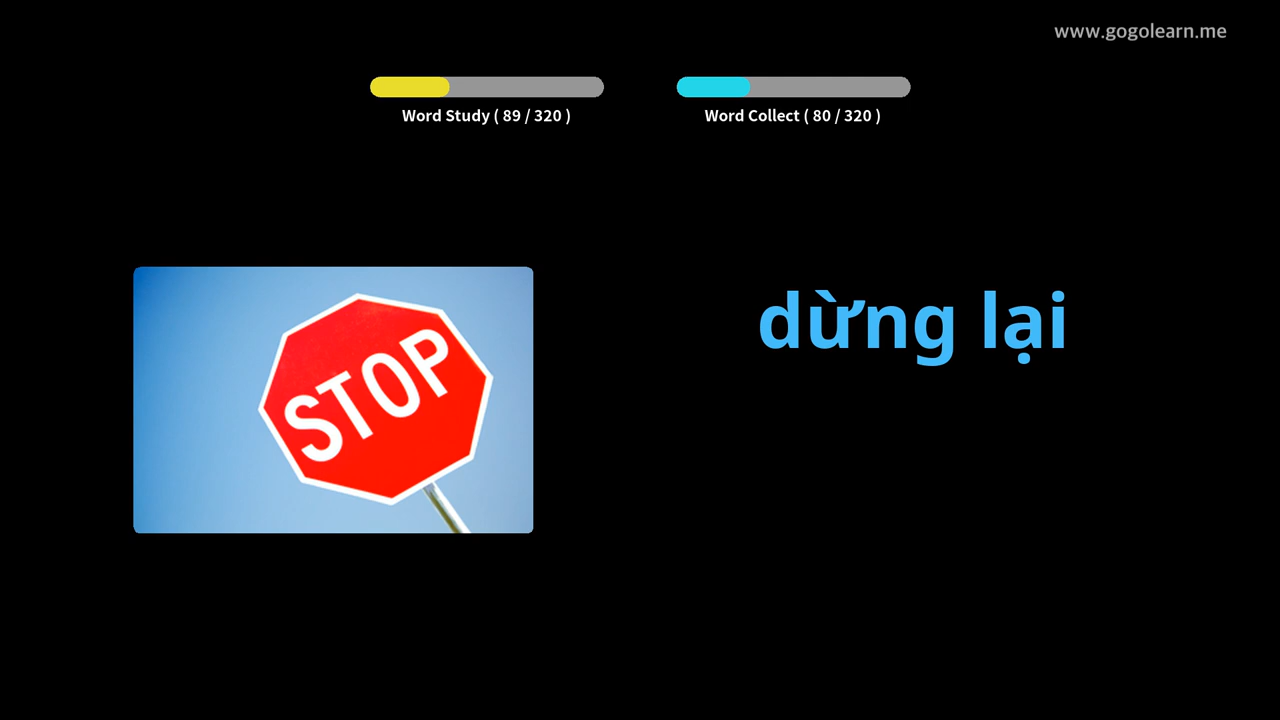 www.gogolearn.me
Word Study ( 89 / 320 )
Word Collect ( 80 / 320 )
STOP
dừng lại